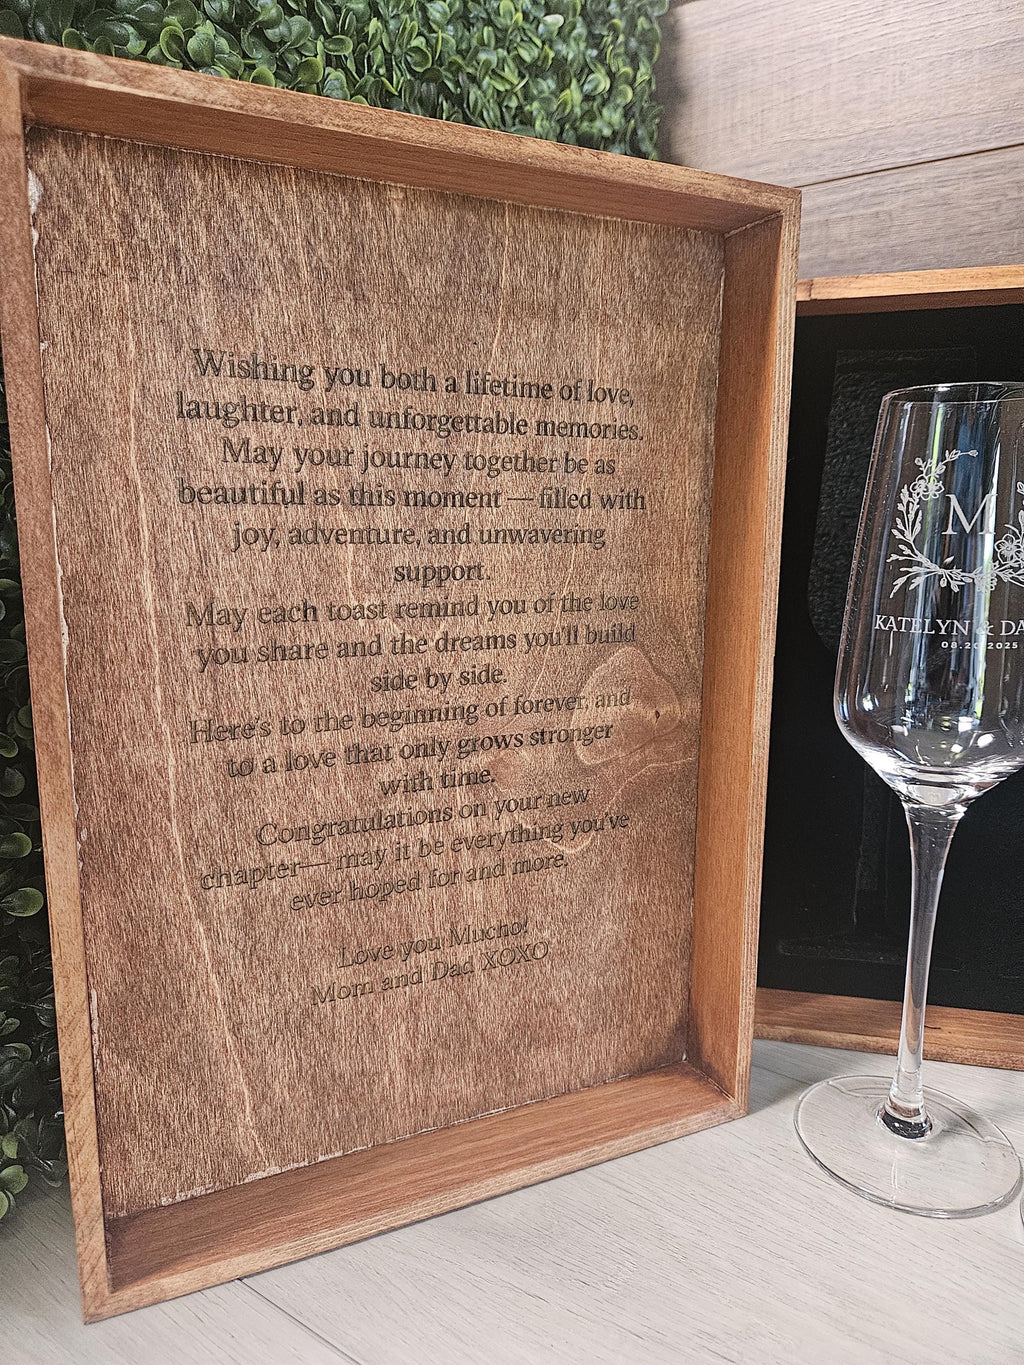 Wishing you both a lifetime of love,
laughter, and unforgettable memories.
May your journey together be as
beautiful as this moment — filled with
joy, adventure, and unwavering
support.
May each toast remind you of the love
you share and the dreams you'll build
side by side.
Here's to the beginning of forever, and
to a love that only grows stronger
with time.
Congratulations on your new
chapter— may it be everything you've
ever hoped for and more.
Love you Mucho!
Mom and Dad XOXO
M
KATELYN & DA
08.20.2025